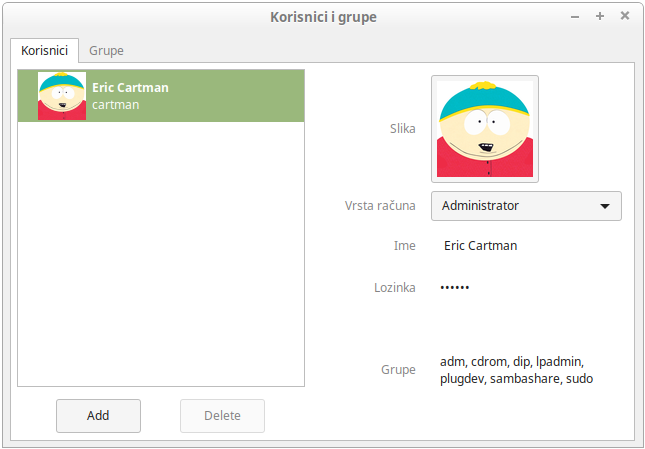 Korisnici i grupe
Korisnici
Grupe
Eric Cartman
cartman
Slika
Vrsta računa
Administrator
Ime
Eric Cartman
Lozinka
••••••
Grupe
adm, cdrom, dip, lpadmin,
plugdev, sambashare, sudo
Add
Delete